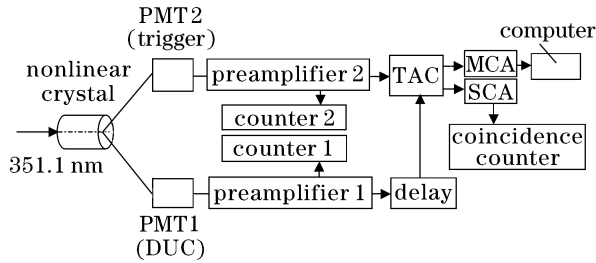 PMT2
(trigger)
computer
nonlinear
crystal
preamplifier 2
TAC
MCA
SCA
counter 2
counter 1
coincidence
counter
351.1 nm
preamplifier 1
delay
PMT1
(DUC)